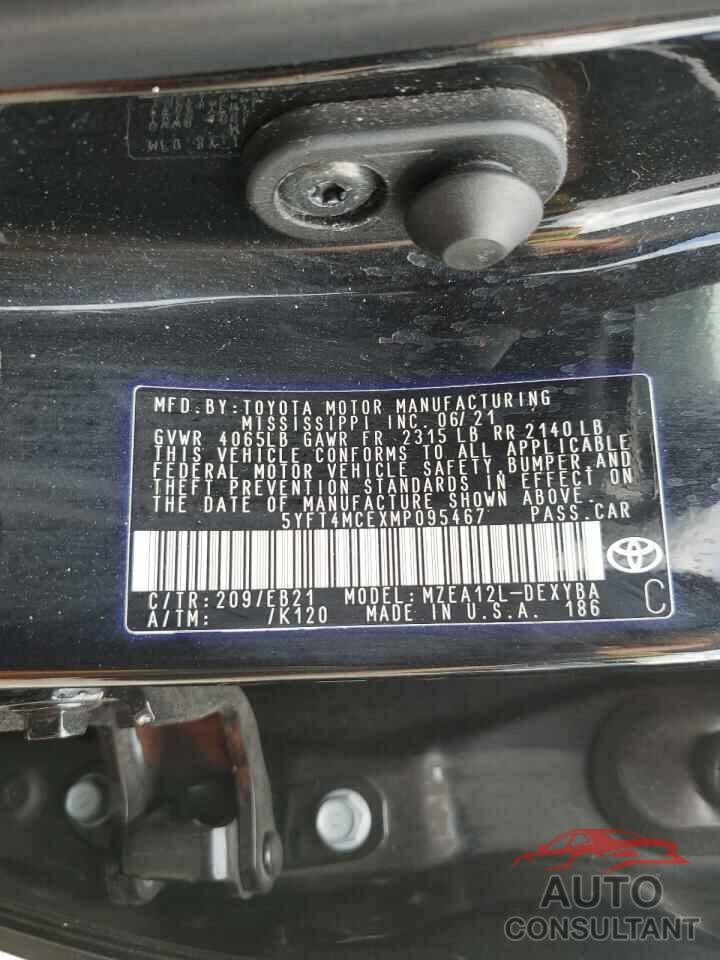 MFD.BY:TOYOTA MOTOR MANUFACTURING
MISSISSIPPI INC. 06/21
GVWR 4065LB GAWR FR 2315 LB RR 2140 LB
THIS VEHICLE CONFORMS TO ALL APPLICABLE
FEDERAL MOTOR VEHICLE SAFETY,BUMPER,AND
THEFT PREVENTION STANDARDS IN EFFECT ON
THE DATE OF MANUFACTURE SHOWN ABOVE.
5YFT4MCEXMP095467 PASS.CAR
C/TR:209/EB21 MODEL:MZEA12L-DEXYBA
A/TM: /K120 MADE IN U.S.A. 186 C
AUTO
CONSULTANT